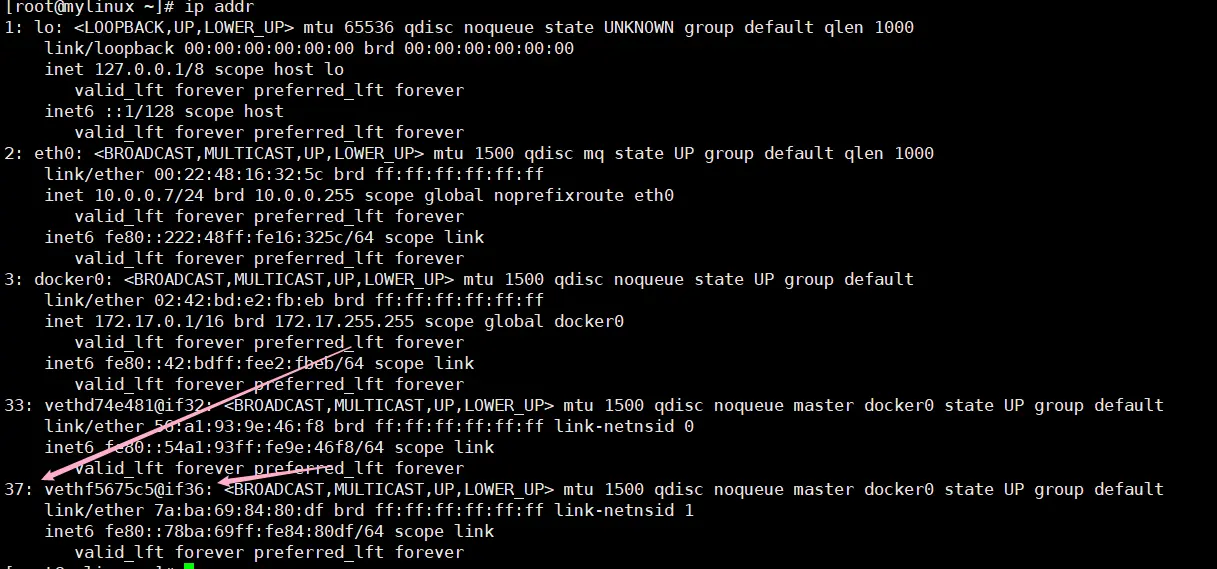 [root@mylinux ~]# ip addr
1: lo: <LOOPBACK,UP,LOWER_UP> mtu 65536 qdisc noqueue state UNKNOWN group default qlen 1000
    link/loopback 00:00:00:00:00:00 brd 00:00:00:00:00:00
    inet 127.0.0.1/8 scope host lo
       valid_lft forever preferred_lft forever
    inet6 ::1/128 scope host
       valid_lft forever preferred_lft forever
2: eth0: <BROADCAST,MULTICAST,UP,LOWER_UP> mtu 1500 qdisc mq state UP group default qlen 1000
    link/ether 00:22:48:16:32:5c brd ff:ff:ff:ff:ff:ff
    inet 10.0.0.7/24 brd 10.0.0.255 scope global noprefixroute eth0
       valid_lft forever preferred_lft forever
    inet6 fe80::222:48ff:fe16:325c/64 scope link
       valid_lft forever preferred_lft forever
3: docker0: <BROADCAST,MULTICAST,UP,LOWER_UP> mtu 1500 qdisc noqueue state UP group default
    link/ether 02:42:bd:e2:fb:eb brd ff:ff:ff:ff:ff:ff
    inet 172.17.0.1/16 brd 172.17.255.255 scope global docker0
       valid_lft forever preferred_lft forever
    inet6 fe80::42:bdff:fee2:fbeb/64 scope link
       valid_lft forever preferred_lft forever
33: vethd74e481@if32: <BROADCAST,MULTICAST,UP,LOWER_UP> mtu 1500 qdisc noqueue master docker0 state UP group default
    link/ether 56:a1:93:9e:46:f8 brd ff:ff:ff:ff:ff:ff link-netnsid 0
    inet6 fe80::54a1:93ff:fe9e:46f8/64 scope link
       valid_lft forever preferred_lft forever
37: vethf5675c5@if36: <BROADCAST,MULTICAST,UP,LOWER_UP> mtu 1500 qdisc noqueue master docker0 state UP group default
    link/ether 7a:ba:69:84:80:df brd ff:ff:ff:ff:ff:ff link-netnsid 1
    inet6 fe80::78ba:69ff:fe84:80df/64 scope link
       valid_lft forever preferred_lft forever